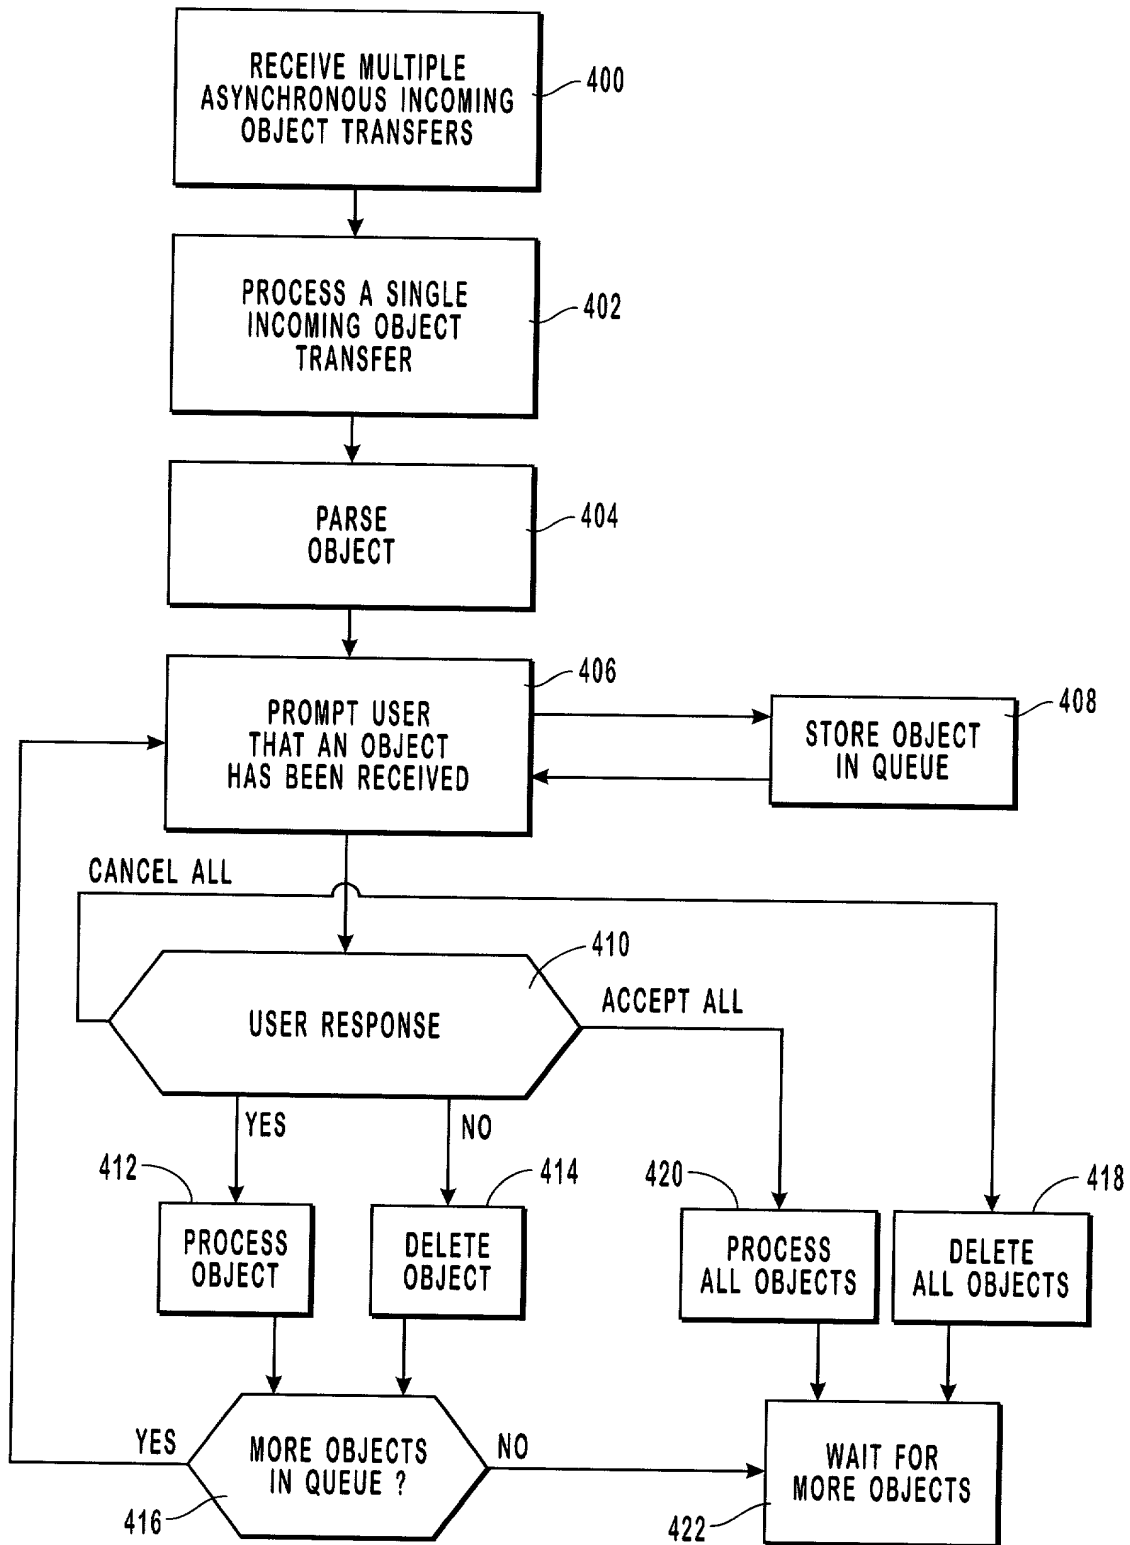 RECEIVE MULTIPLE
ASYNCHRONOUS INCOMING
OBJECT TRANSFERS
400
PROCESS A SINGLE
INCOMING OBJECT
TRANSFER
402
PARSE
OBJECT
404
406
PROMPT USER
THAT AN OBJECT
HAS BEEN RECEIVED
408
STORE OBJECT
IN QUEUE
CANCEL ALL
410
USER RESPONSE
ACCEPT ALL
YES
NO
412
PROCESS
OBJECT
414
DELETE
OBJECT
420
PROCESS
ALL OBJECTS
418
DELETE
ALL OBJECTS
YES
MORE OBJECTS
IN QUEUE ?
416
NO
WAIT FOR
MORE OBJECTS
422